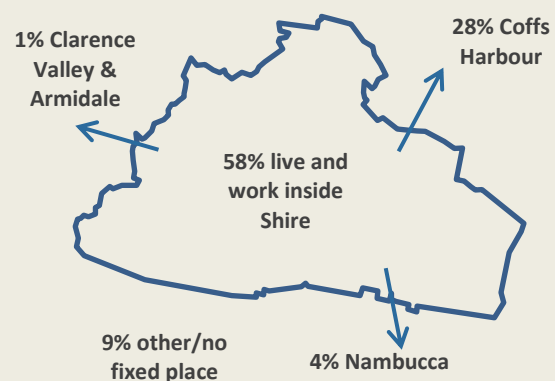 1% Clarence
Valley &
Armidale
28% Coffs
Harbour
58% live and
work inside
Shire
9% other/no
fixed place
4% Nambucca